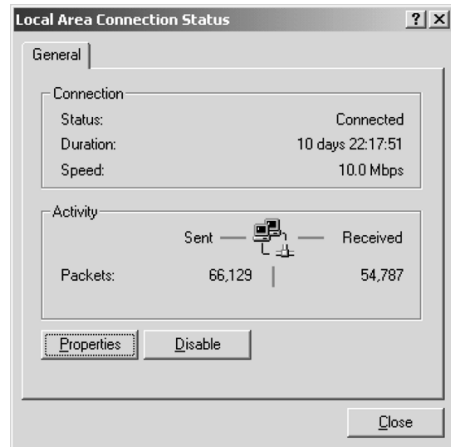 Local Area Connection Status
General
Connection
Status: Connected
Duration: 10 days 22:17:51
Speed: 10.0 Mbps
Activity
Sent Received
Packets: 66,129 54,787
Properties Disable
Close